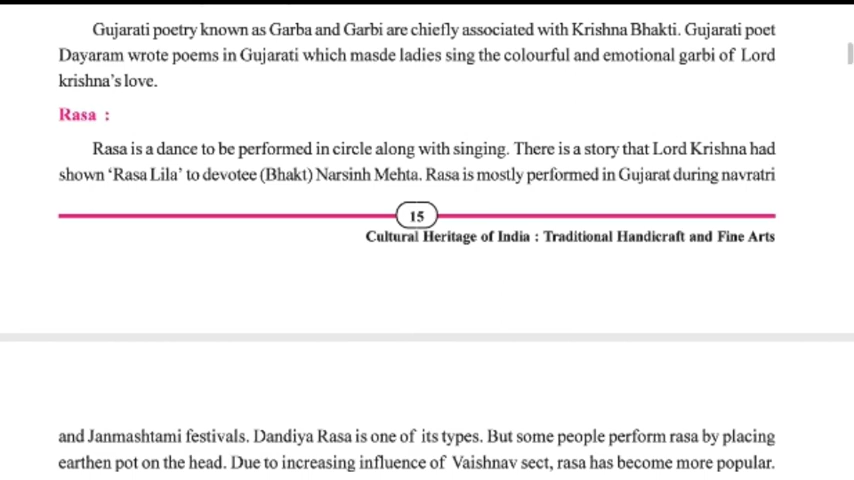 Gujarati poetry known as Garba and Garbi are chiefly associated with Krishna Bhakti. Gujarati poet
Dayaram wrote poems in Gujarati which masde ladies sing the colourful and emotional garbi of Lord
krishna's love.
Rasa :
Rasa is a dance to be performed in circle along with singing. There is a story that Lord Krishna had
shown ‘Rasa Lila’ to devotee (Bhakt) Narsinh Mehta. Rasa is mostly performed in Gujarat during navratri
15
Cultural Heritage of India : Traditional Handicraft and Fine Arts
and Janmashtami festivals. Dandiya Rasa is one of its types. But some people perform rasa by placing
earthen pot on the head. Due to increasing influence of Vaishnav sect, rasa has become more popular.